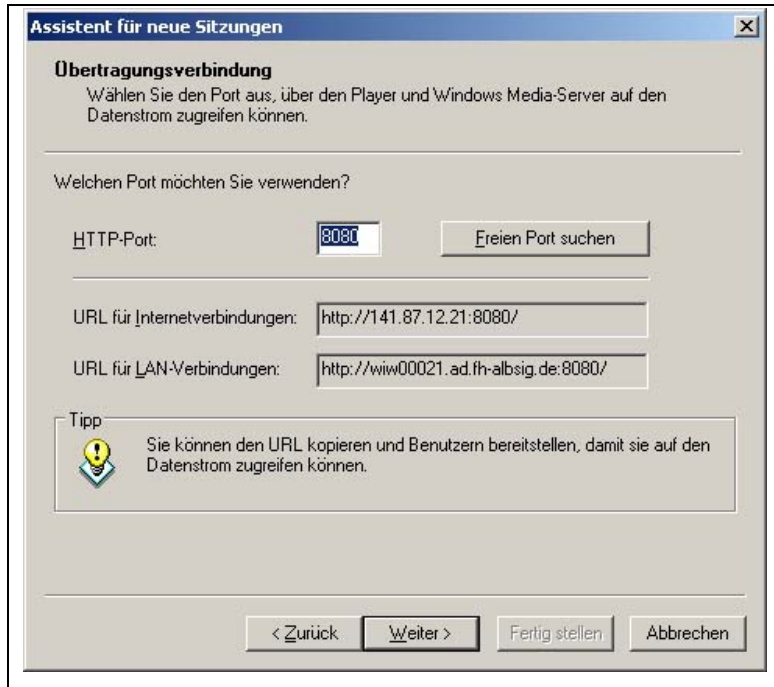 Assistent für neue Sitzungen
Übertragungsverbindung
Wählen Sie den Port aus, über den Player und Windows Media-Server auf den
Datenstrom zugreifen können.
Welchen Port möchten Sie verwenden?
HTTP-Port: 8080 Freien Port suchen
URL für Internetverbindungen: http://141.87.12.21:8080/
URL für LAN-Verbindungen: http://wiw00021.ad.fh-albsig.de:8080/
Tipp
Sie können den URL kopieren und Benutzern bereitstellen, damit sie auf den
Datenstrom zugreifen können.
< Zurück Weiter > Fertig stellen Abbrechen